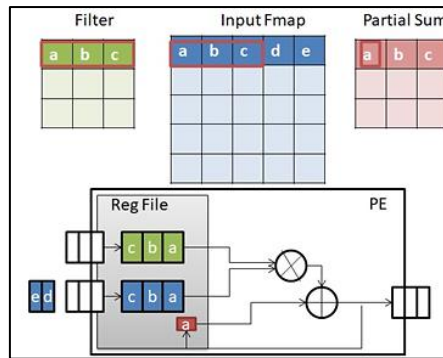 Filter Input Fmap Partial Sum
a b c a b c d e a b c
Reg File PE
c b a
e d c b a
a